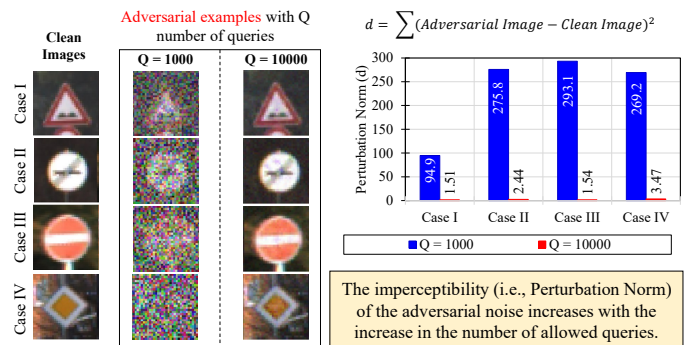 Clean
Images
Adversarial examples with Q
number of queries
Q = 1000
Q = 10000
Case I
Case II
Case III
Case IV
d = ∑(Adversarial Image − Clean Image)²
Perturbation Norm (d)
300
250
200
150
100
50
0
94.9
1.51
275.8
2.44
293.1
1.54
269.2
3.47
Case I
Case II
Case III
Case IV
Q = 1000
Q = 10000
The imperceptibility (i.e., Perturbation Norm)
of the adversarial noise increases with the
increase in the number of allowed queries.